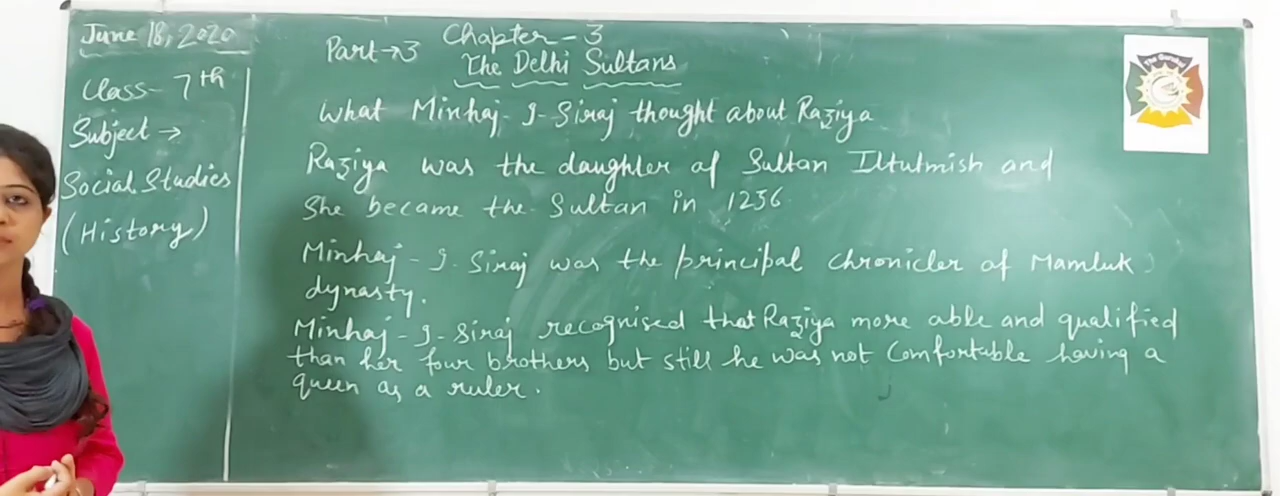 June 18, 2020
Class- 7th
Subject →
Social Studies
(History)
Part→3 Chapter-3
The Delhi Sultans
What Minhaj-I-Siraj thought about Raziya
Raziya was the daughter of Sultan Iltutmish and
She became the Sultan in 1236
Minhaj-I-Siraj was the principal chronicler of Mamluk
dynasty.
Minhaj-I-Siraj recognised that Raziya more able and qualified
than her four brothers but still he was not Comfortable having a
queen as a ruler.